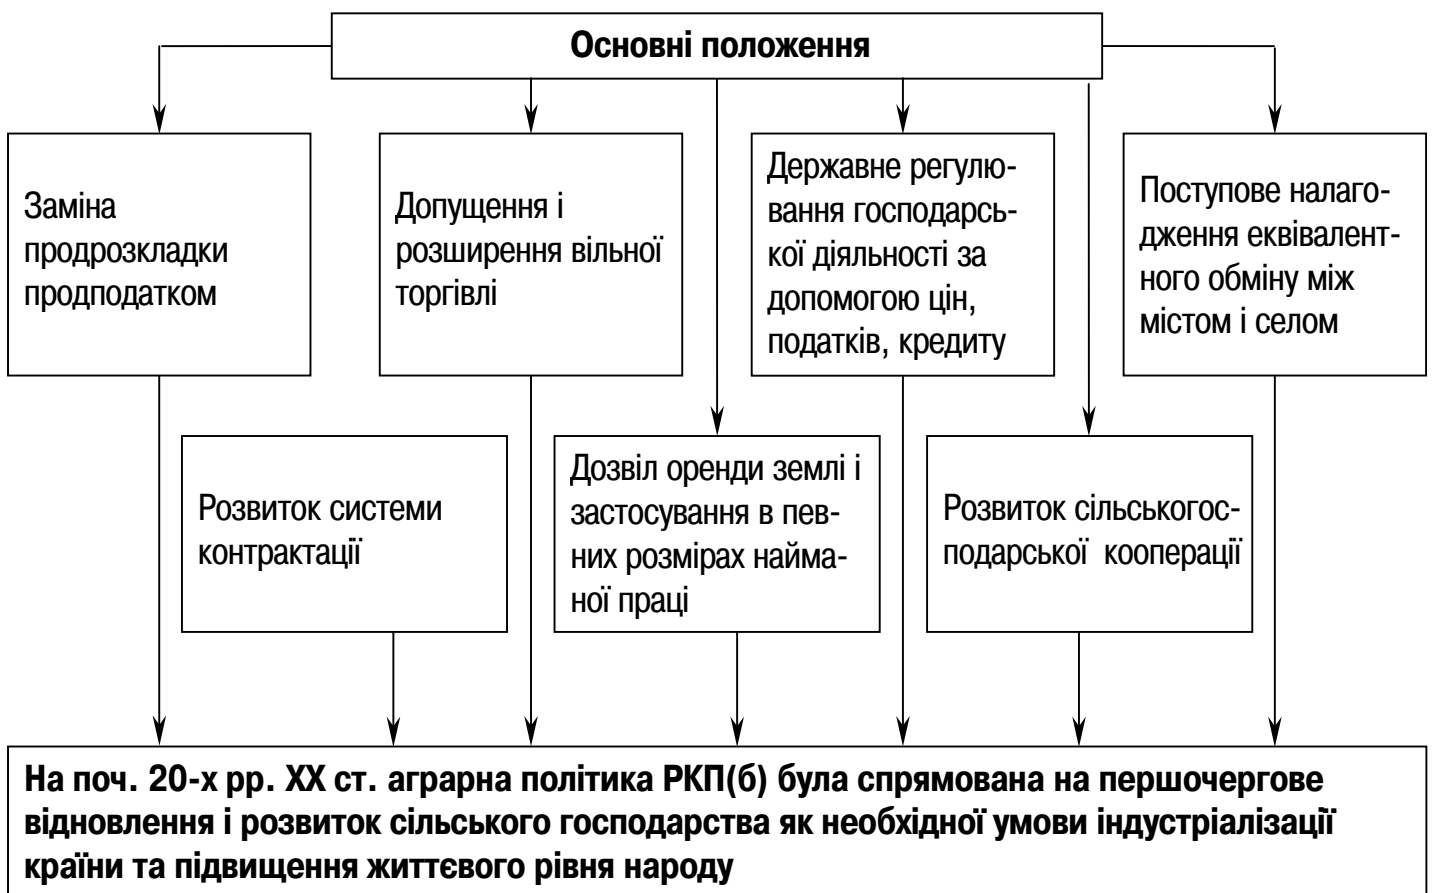 Основні положення
Заміна
продрозкладки
продподатком
Допущення і
розширення вільної
торгівлі
Державне регулю-
вання господарсь-
кої діяльності за
допомогою цін,
податків, кредиту
Поступове налаго-
дження еквівалент-
ного обміну між
містом і селом
Розвиток системи
контрактації
Дозвіл оренди землі і
застосування в пев-
них розмірах найма-
ної праці
Розвиток сільськогос-
подарської кооперації
На поч. 20-х рр. XX ст. аграрна політика РКП(б) була спрямована на першочергове
відновлення і розвиток сільського господарства як необхідної умови індустріалізації
країни та підвищення життєвого рівня народу